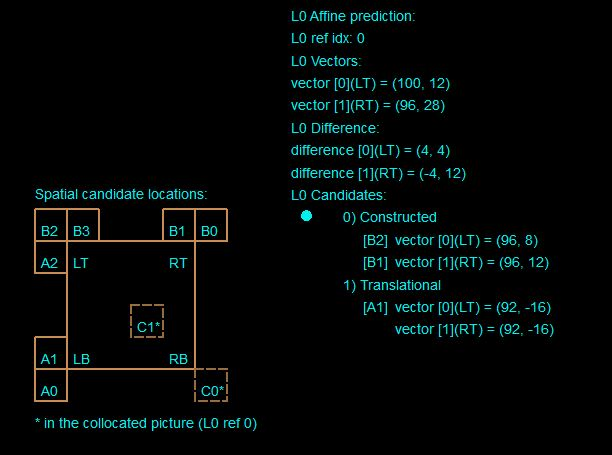 L0 Affine prediction:
L0 ref idx: 0
L0 Vectors:
vector [0](LT) = (100, 12)
vector [1](RT) = (96, 28)
L0 Difference:
difference [0](LT) = (4, 4)
difference [1](RT) = (-4, 12)
L0 Candidates:
0) Constructed
[B2] vector [0](LT) = (96, 8)
[B1] vector [1](RT) = (96, 12)
1) Translational
[A1] vector [0](LT) = (92, -16)
vector [1](RT) = (92, -16)
Spatial candidate locations:
B2 B3 B1 B0
A2 LT RT
C1*
A1 LB RB
A0 C0*
* in the collocated picture (L0 ref 0)